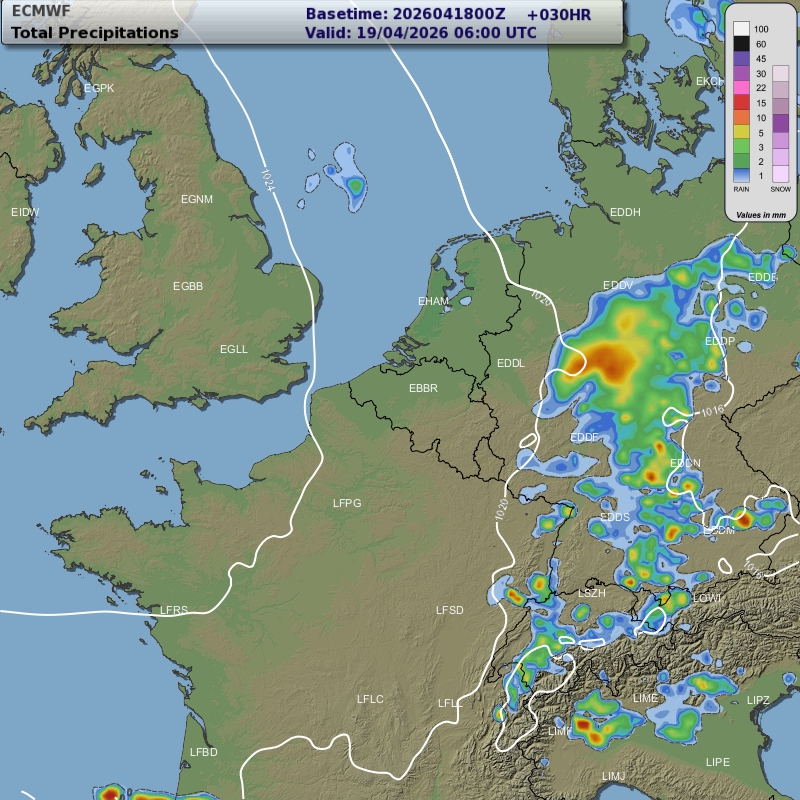 ECMWF
Basetime: 2026041800Z +030HR
Total Precipitations
Valid: 19/04/2026 06:00 UTC
100
60
45
30
22
15
10
5
3
2
1
RAIN
SNOW
Values in mm
EGPK
EKCH
EIDW
EGNM
1024
EDDH
EGBB
EHAM
1020
EDDV
EDDB
EGLL
EDDL
EDDP
EBBR
1016
EDDF
EDDN
LFPG
1020
EDDS
EDDM
1016
LFRS
LFSD
LSZH
LOWI
LFLC
LFLL
LIME
LIPZ
LFBD
LIMF
LIPE
LIMJ